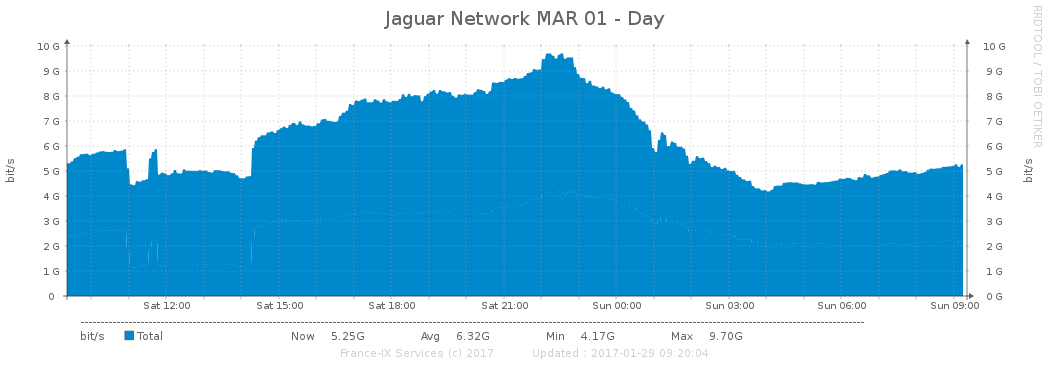 Jaguar Network MAR 01 - Day
RRDTOOL / TOBI OETIKER
bit/s
bit/s
10 G 10 G
9 G 9 G
8 G 8 G
7 G 7 G
6 G 6 G
5 G 5 G
4 G 4 G
3 G 3 G
2 G 2 G
1 G 1 G
0 0 G
Sat 12:00 Sat 15:00 Sat 18:00 Sat 21:00 Sun 00:00 Sun 03:00 Sun 06:00 Sun 09:00
bit/s Total Now 5.25G Avg 6.32G Min 4.17G Max 9.70G
France-IX Services (c) 2017 Updated : 2017-01-29 09:20:04